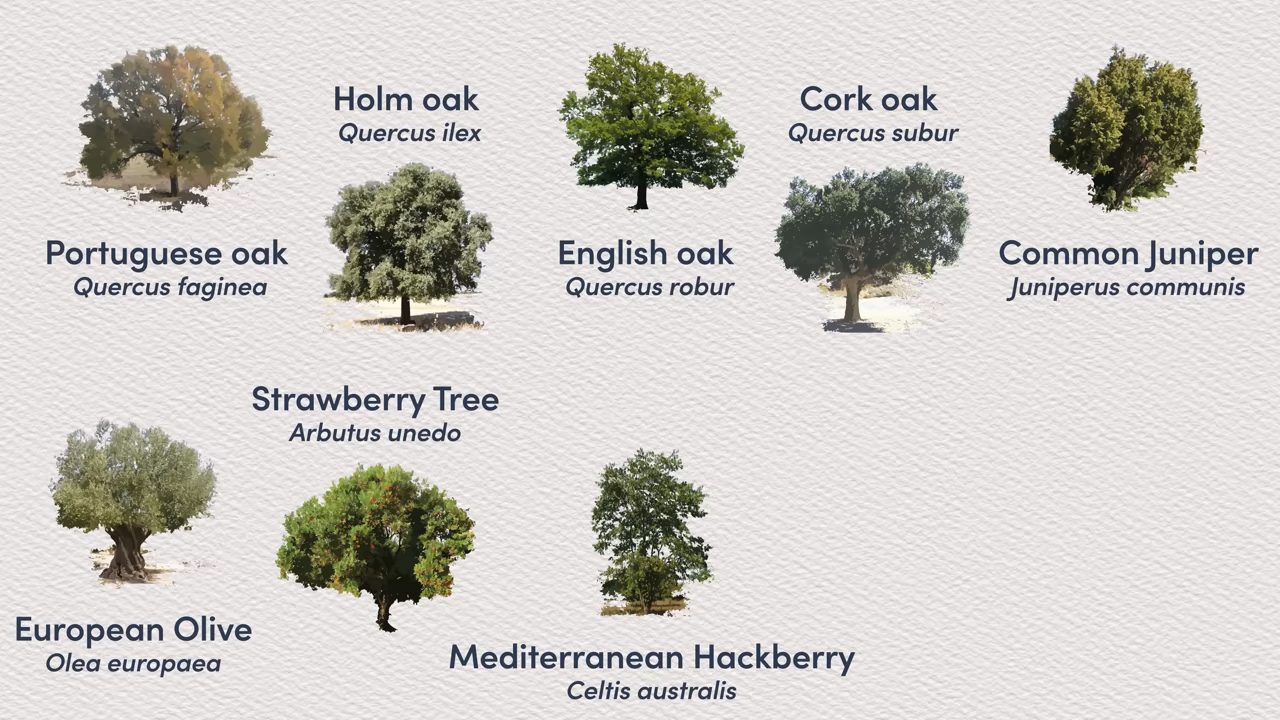 Holm oak
Quercus ilex
Cork oak
Quercus subur
Portuguese oak
Quercus faginea
English oak
Quercus robur
Common Juniper
Juniperus communis
Strawberry Tree
Arbutus unedo
European Olive
Olea europaea
Mediterranean Hackberry
Celtis australis